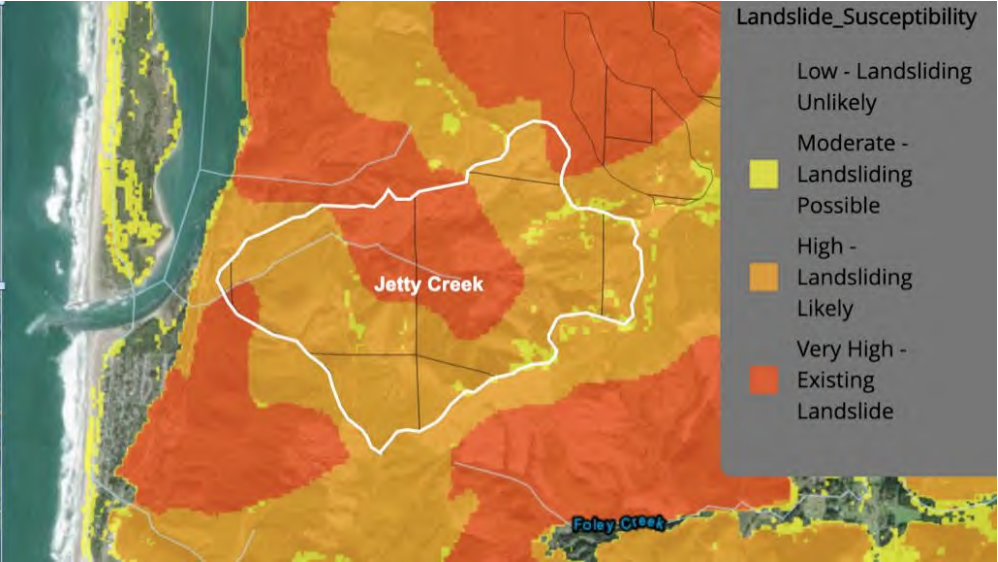 Landslide_Susceptibility
Low - Landsliding
Unlikely
Moderate -
Landsliding
Possible
High -
Landsliding
Likely
Very High -
Existing
Landslide
Jetty Creek
Foley Creek